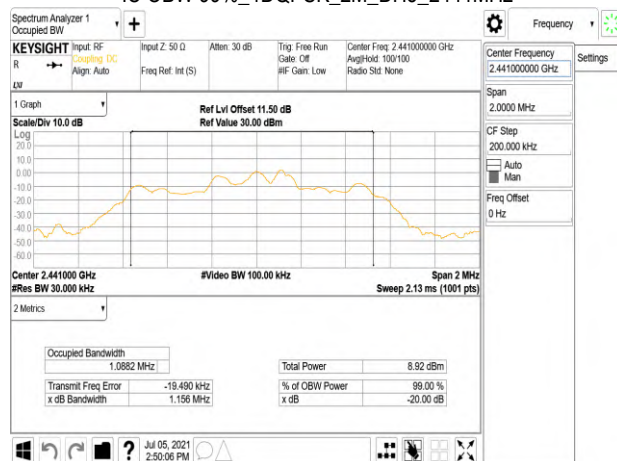 Spectrum Analyzer 1
Occupied BW
KEYSIGHT
R
LXI
Input: RF
Coupling: DC
Align: Auto
Input Z: 50 Ω
Freq Ref: Int (S)
Atten: 30 dB
Trig: Free Run
Gate: Off
#IF Gain: Low
Center Freq: 2.441000000 GHz
Avg|Hold: 100/100
Radio Std: None
1 Graph
Scale/Div 10.0 dB
Ref Lvl Offset 11.50 dB
Ref Value 30.00 dBm
Log
20.0
10.0
0.00
-10.0
-20.0
-30.0
-40.0
-50.0
-60.0
Center 2.441000 GHz
#Res BW 30.000 kHz
#Video BW 100.00 kHz
Span 2 MHz
Sweep 2.13 ms (1001 pts)
2 Metrics
Occupied Bandwidth
1.0882 MHz
Transmit Freq Error -19.490 kHz
x dB Bandwidth 1.156 MHz
Total Power 8.92 dBm
% of OBW Power 99.00 %
x dB -20.00 dB
Jul 05, 2021
2:50:06 PM
Frequency
Settings
Center Frequency
2.441000000 GHz
Span
2.0000 MHz
CF Step
200.000 kHz
Auto
Man
Freq Offset
0 Hz